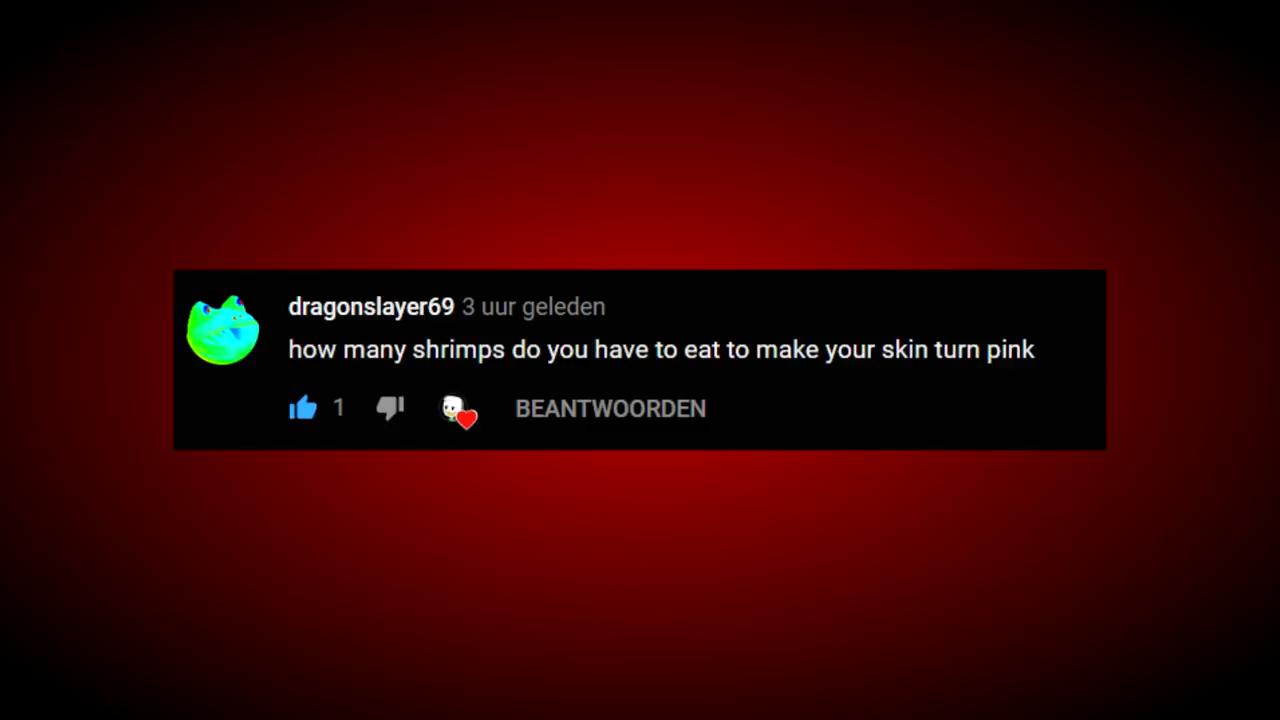 dragonslayer69 3 uur geleden
how many shrimps do you have to eat to make your skin turn pink
1 BEANTWOORDEN